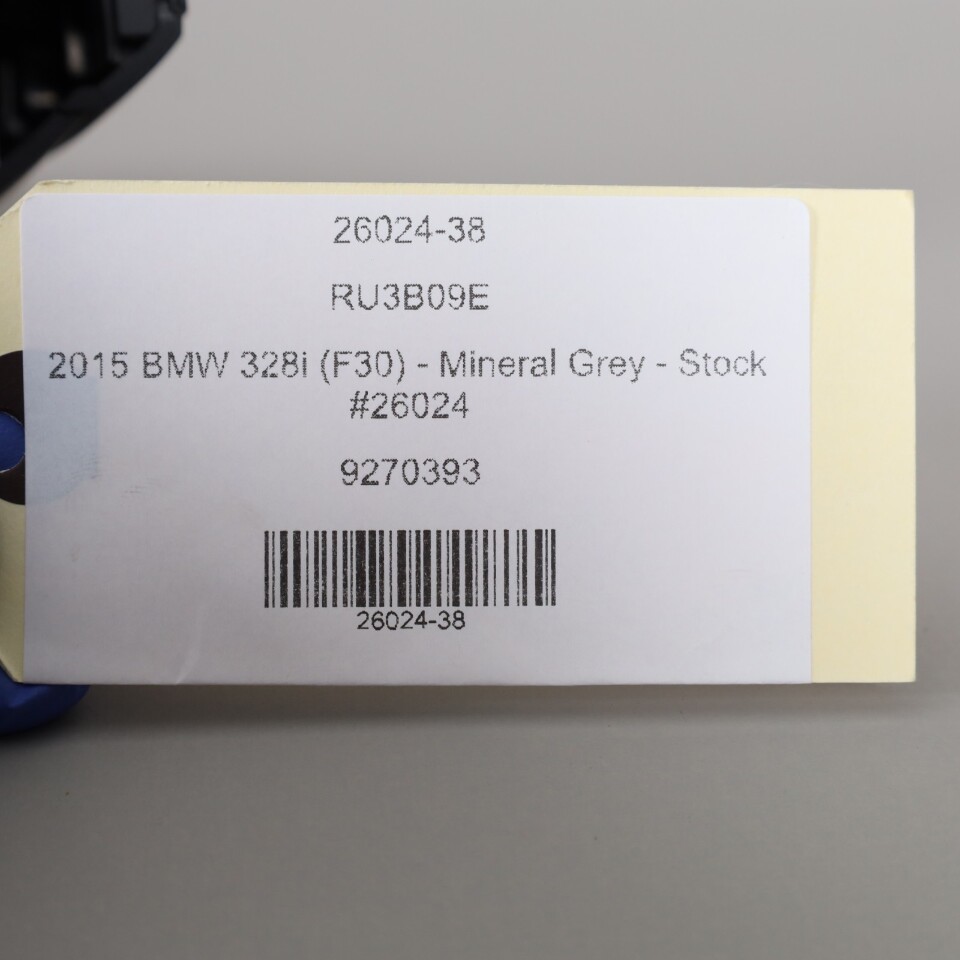 26024-38
RU3B09E
2015 BMW 328i (F30) - Mineral Grey - Stock
#26024
9270393
26024-38